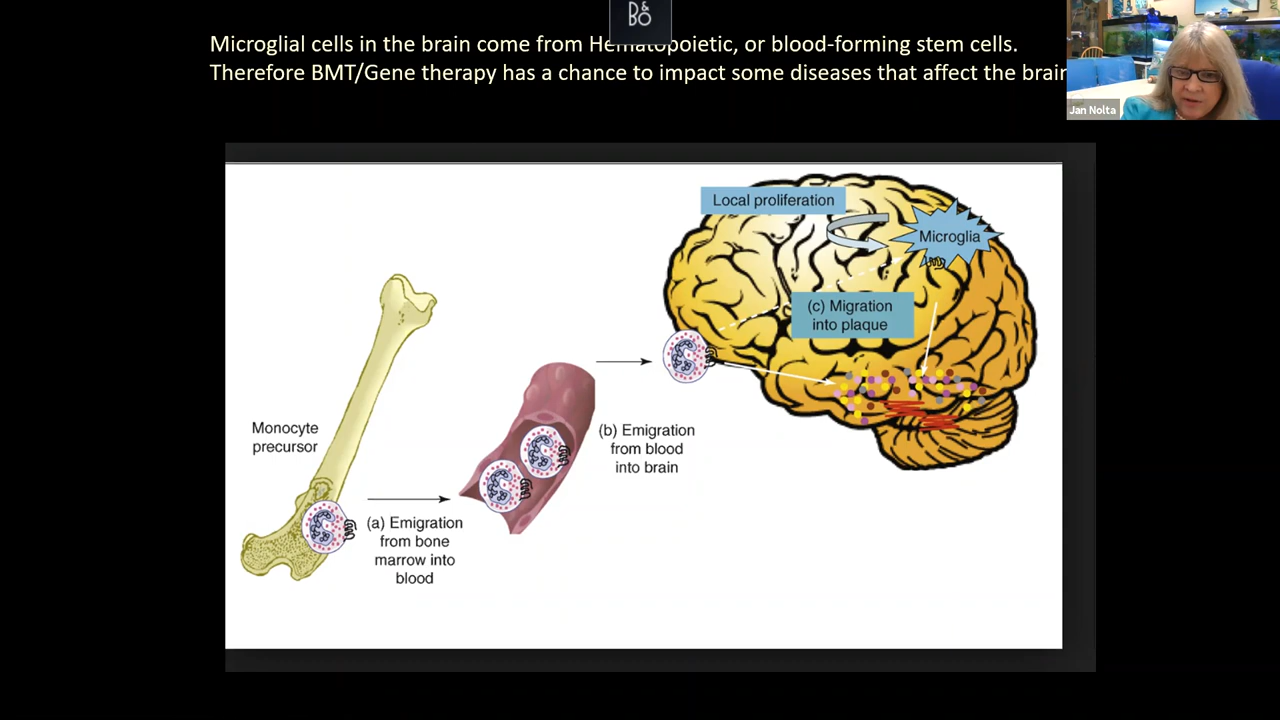 B&O
Microglial cells in the brain come from Hematopoietic, or blood-forming stem cells.
Therefore BMT/Gene therapy has a chance to impact some diseases that affect the brain
Jan Nolta
Local proliferation
Microglia
(c) Migration
into plaque
Monocyte
precursor
(b) Emigration
from blood
into brain
(a) Emigration
from bone
marrow into
blood